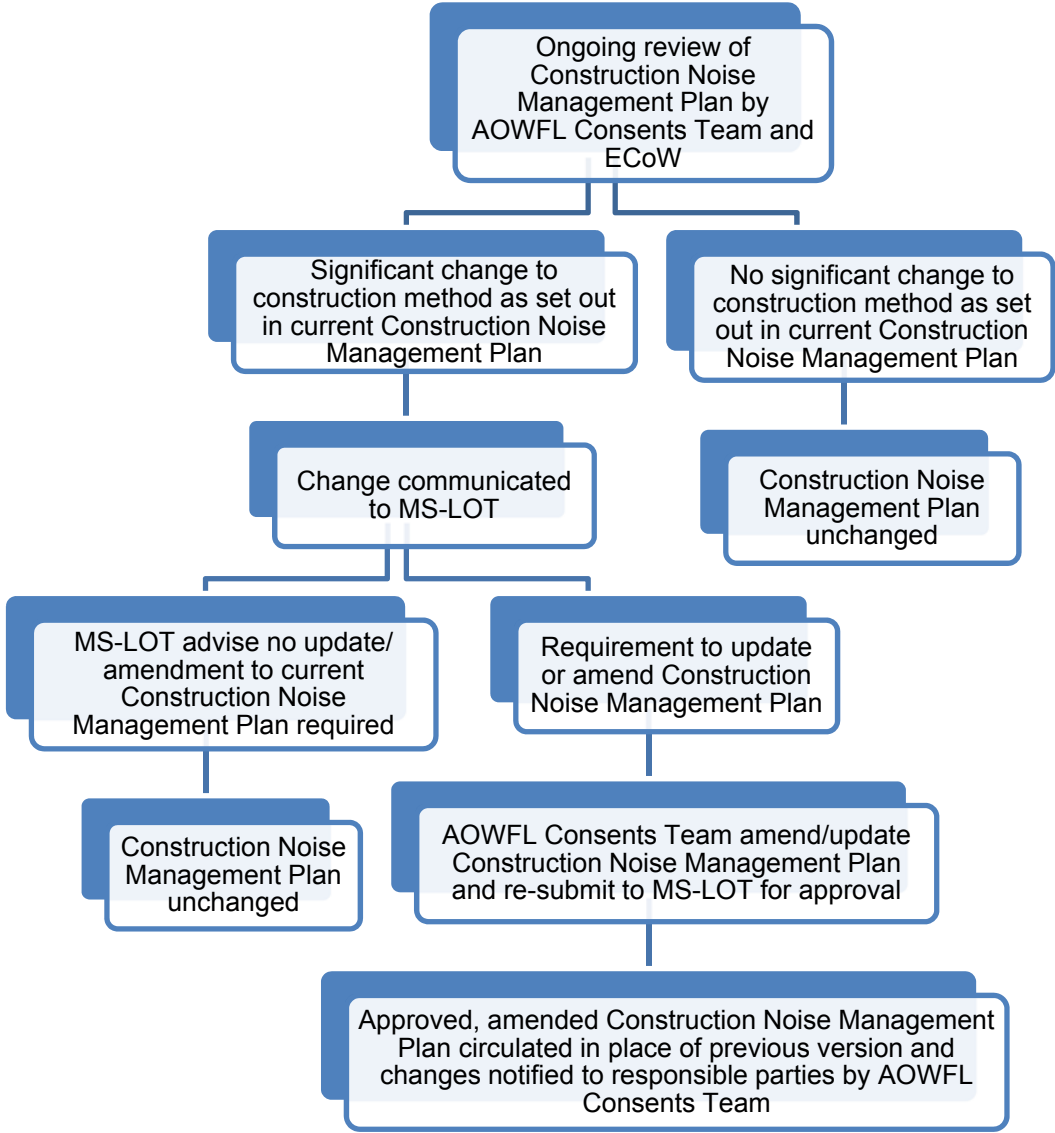 Ongoing review of
Construction Noise
Management Plan by
AOWFL Consents Team and
ECoW
Significant change to
construction method as set out
in current Construction Noise
Management Plan
No significant change to
construction method as set
out in current Construction
Noise Management Plan
Change communicated
to MS-LOT
Construction Noise
Management Plan
unchanged
MS-LOT advise no update/
amendment to current
Construction Noise
Management Plan required
Requirement to update
or amend Construction
Noise Management Plan
Construction Noise
Management Plan
unchanged
AOWFL Consents Team amend/update
Construction Noise Management Plan
and re-submit to MS-LOT for approval
Approved, amended Construction Noise Management
Plan circulated in place of previous version and
changes notified to responsible parties by AOWFL
Consents Team